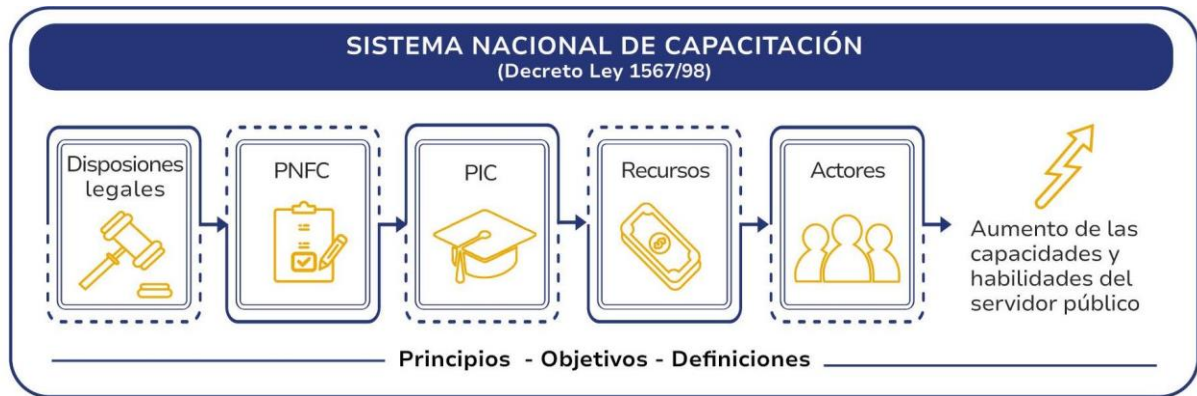 SISTEMA NACIONAL DE CAPACITACIÓN
(Decreto Ley 1567/98)
Disposiones
legales
PNFC
PIC
Recursos
Actores
Aumento de las
capacidades y
habilidades del
servidor público
Principios - Objetivos - Definiciones